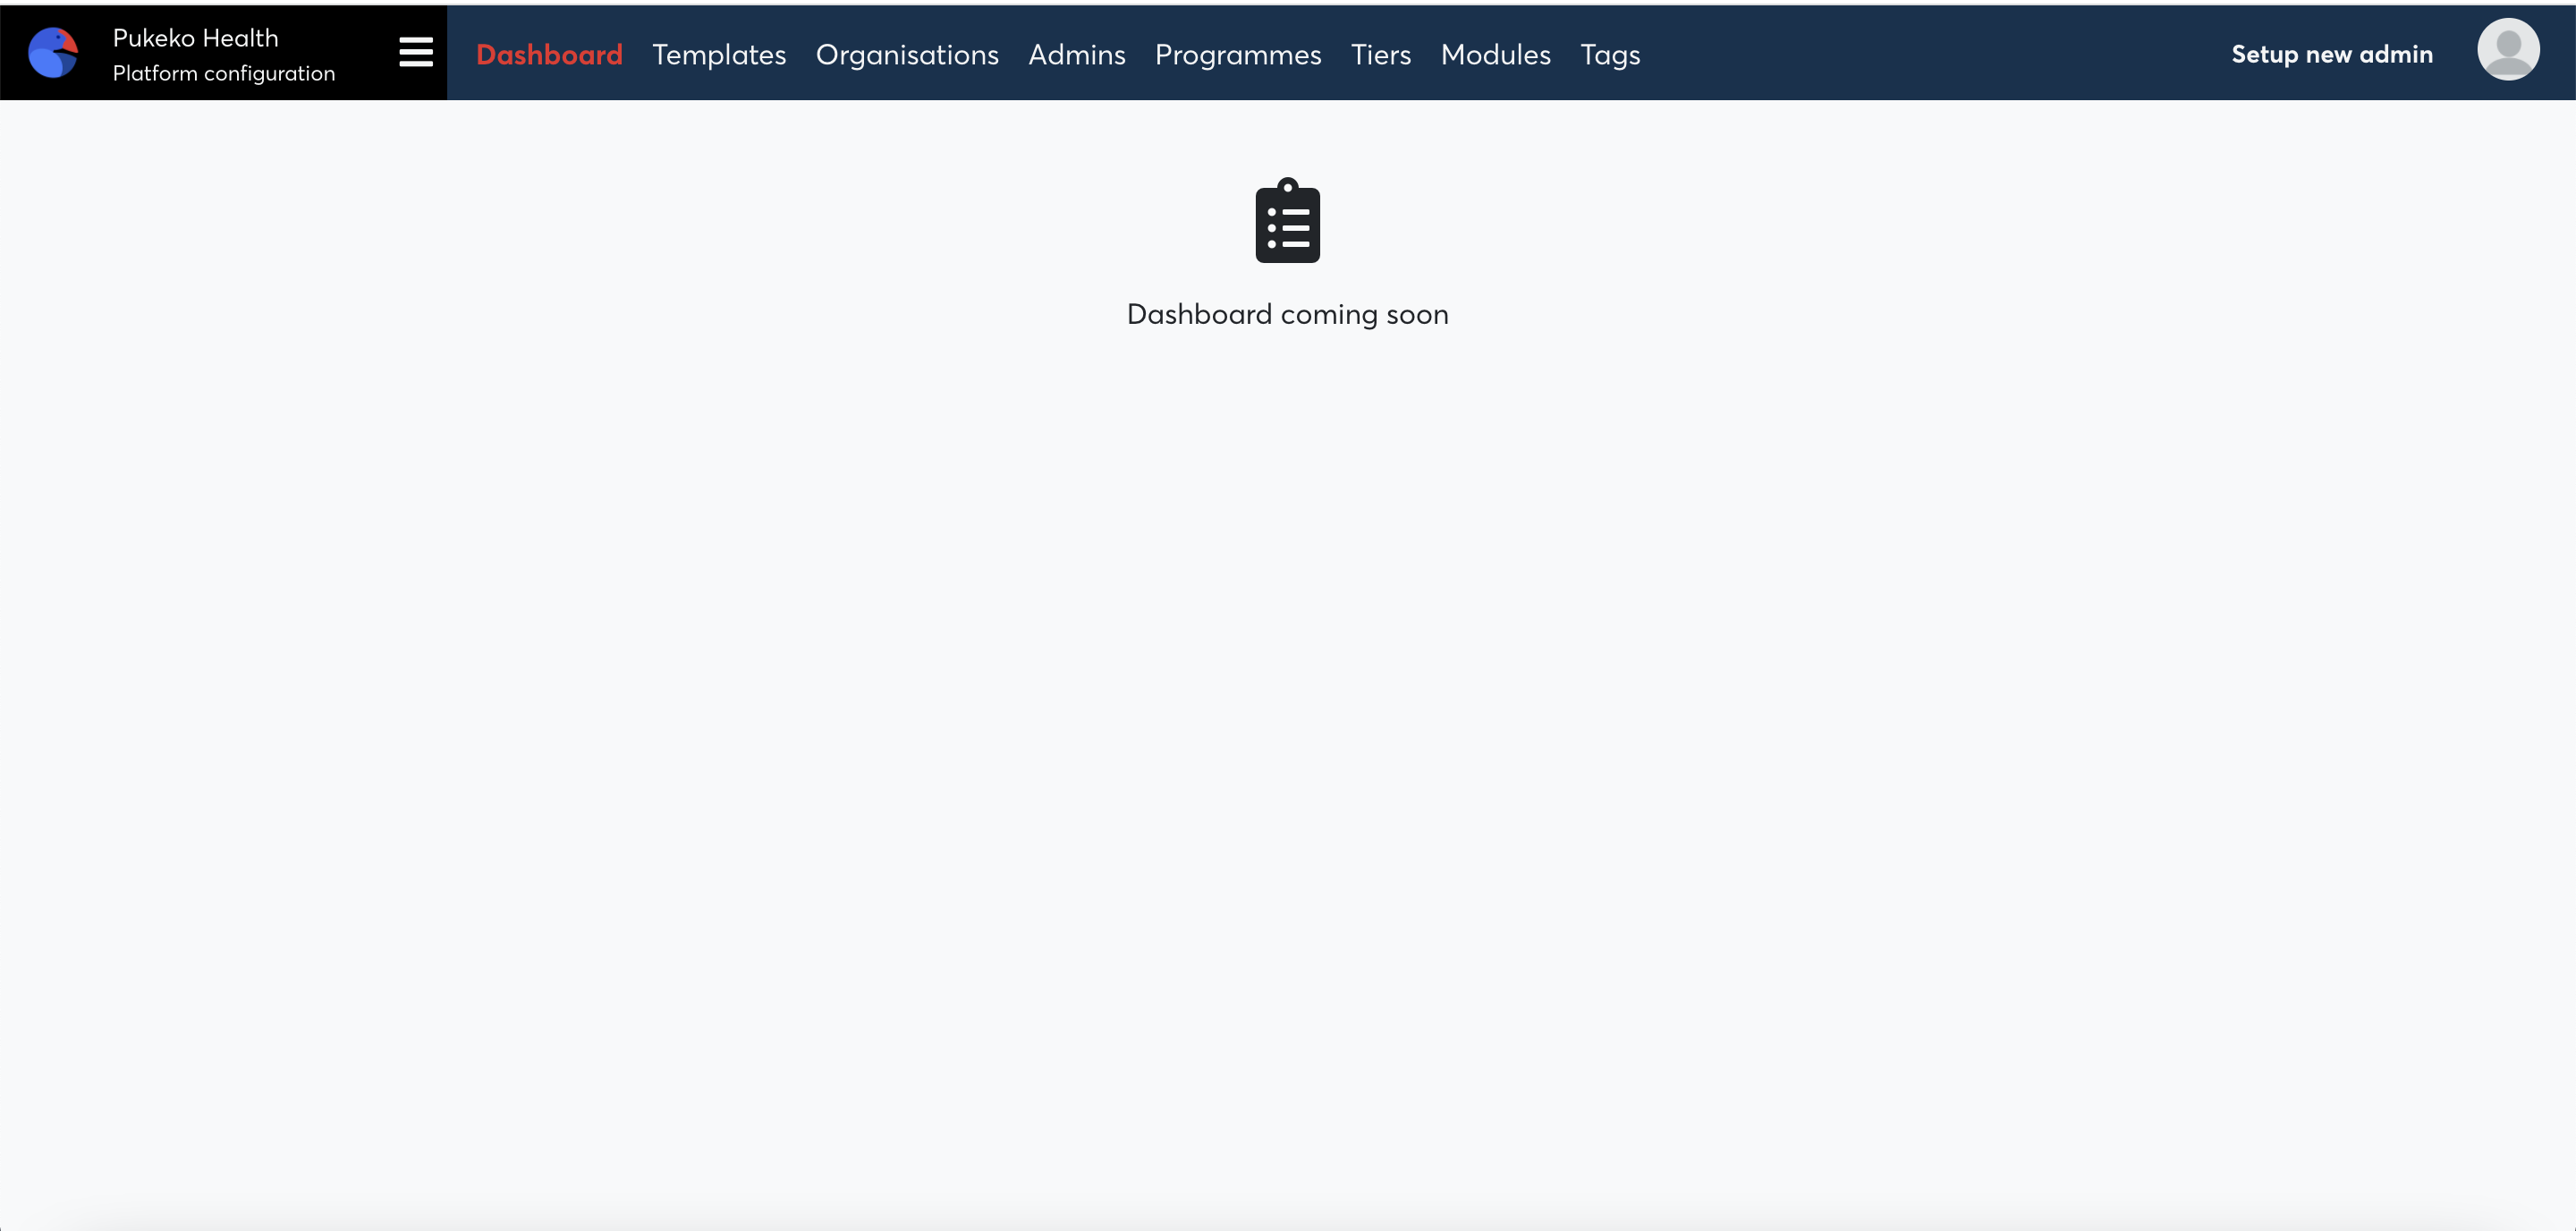 Pukeko Health
Platform configuration
Dashboard Templates Organisations Admins Programmes Tiers Modules Tags
Setup new admin
Dashboard coming soon